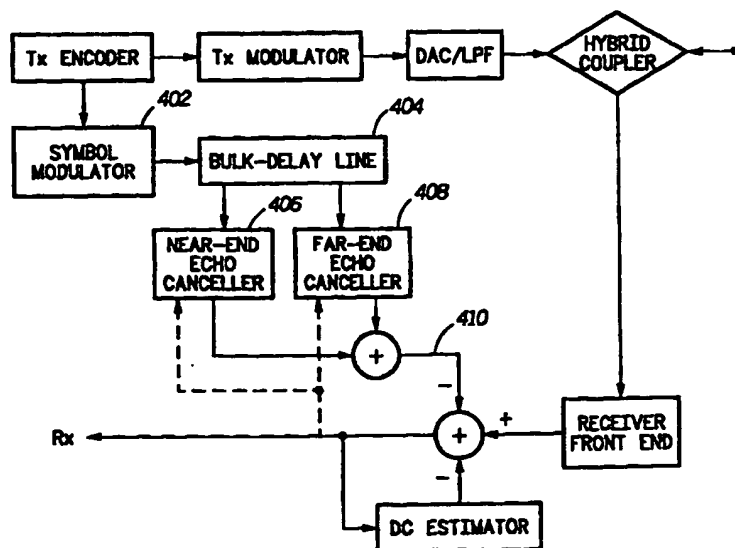 Tx ENCODER
Tx MODULATOR
DAC/LPF
HYBRID
COUPLER
402
404
SYMBOL
MODULATOR
BULK-DELAY LINE
406
408
NEAR-END
ECHO
CANCELLER
FAR-END
ECHO
CANCELLER
410
+
−
Rx
+
+
RECEIVER
FRONT END
−
DC ESTIMATOR